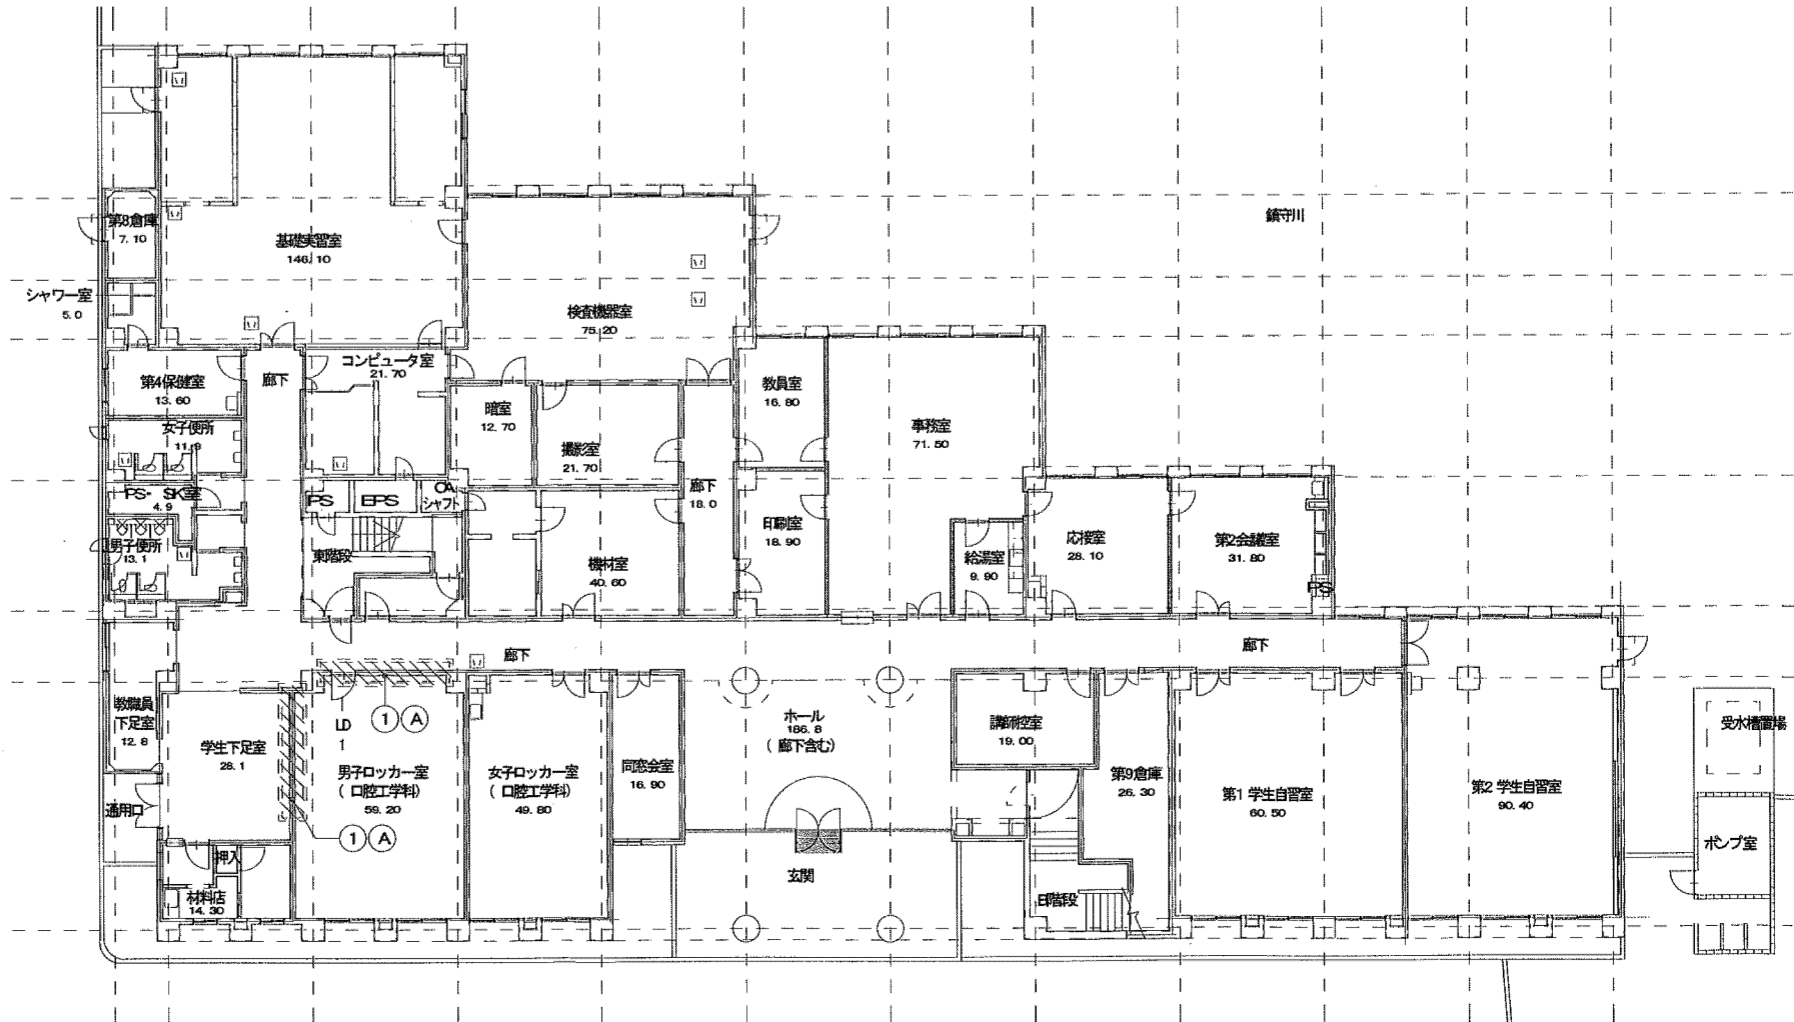 鎮守川
第8倉庫
7.10
基礎実習室
146.10
シャワー室
5.0
検査機器室
75.20
コンピュータ室
21.70
第4保健室
13.60
廊下
教員室
16.80
暗室
12.70
撮影室
21.70
事務室
71.50
女子便所
11.9
PS・SK室
4.9
PS
EPS
OA
シャフト
廊下
18.0
印刷室
18.90
男子便所
13.1
東階段
機材室
40.60
給湯室
9.90
応接室
28.10
第2会議室
31.80
PS
廊下
廊下
教職員
下足室
12.8
学生下足室
28.1
LD
1
1 A
男子ロッカー室
( 口腔工学科)
59.20
女子ロッカー室
( 口腔工学科)
49.80
同窓会室
16.90
ホール
186.8
( 廊下含む)
講師控室
19.00
第9倉庫
26.30
第1 学生自習室
60.50
第2 学生自習室
90.40
受水槽置場
通用口
1 A
押入
材料店
14.30
玄関
ポンプ室
階段